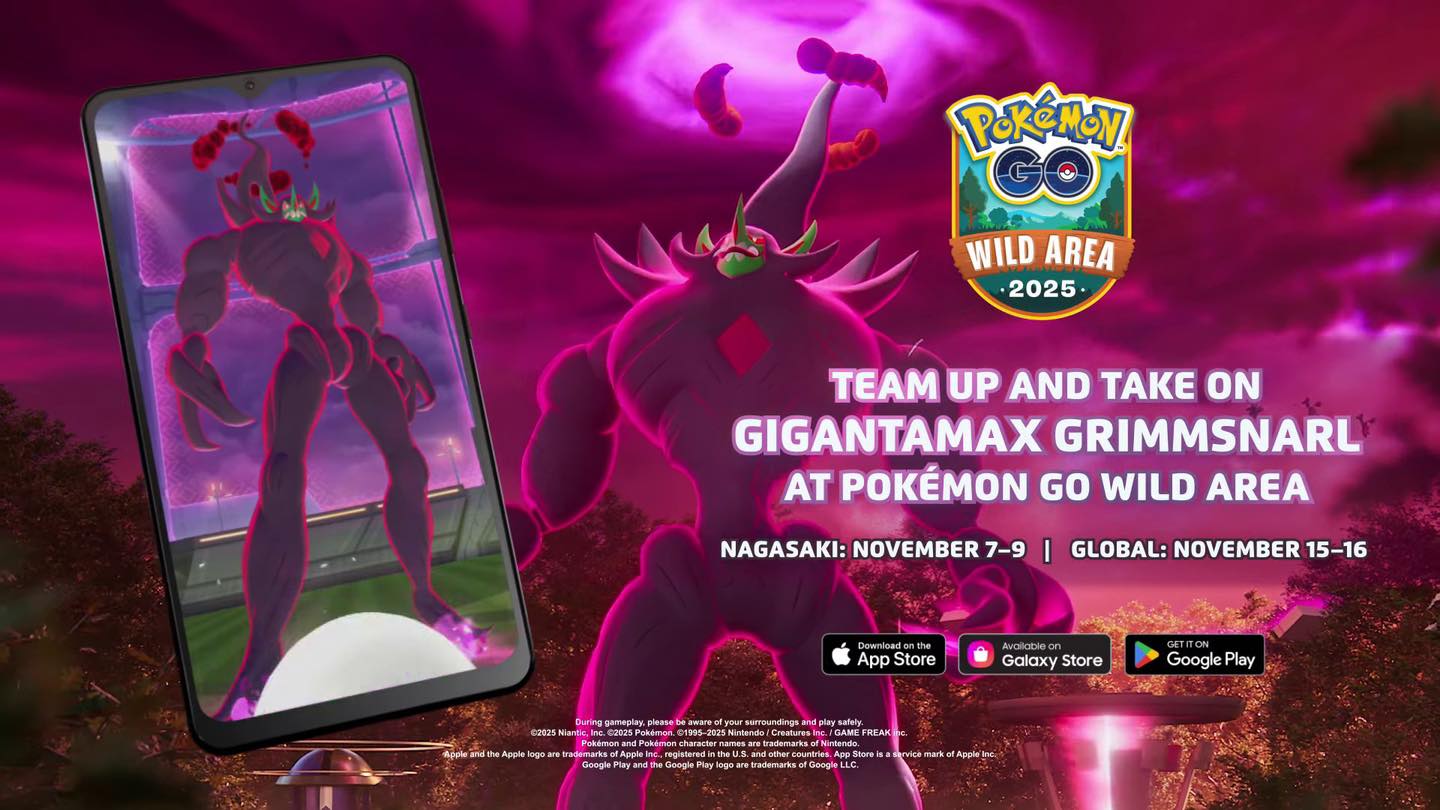 POKÉMON™
GO
WILD AREA
·2025·
TEAM UP AND TAKE ON
GIGANTAMAX GRIMMSNARL
AT POKÉMON GO WILD AREA
NAGASAKI: NOVEMBER 7–9 | GLOBAL: NOVEMBER 15–16
Download on the
App Store
Available on
Galaxy Store
GET IT ON
Google Play
During gameplay, please be aware of your surroundings and play safely.
©2025 Niantic, Inc. ©2025 Pokémon. ©1995–2025 Nintendo / Creatures Inc. / GAME FREAK inc.
Pokémon and Pokémon character names are trademarks of Nintendo.
Apple and the Apple logo are trademarks of Apple Inc., registered in the U.S. and other countries. App Store is a service mark of Apple Inc.
Google Play and the Google Play logo are trademarks of Google LLC.